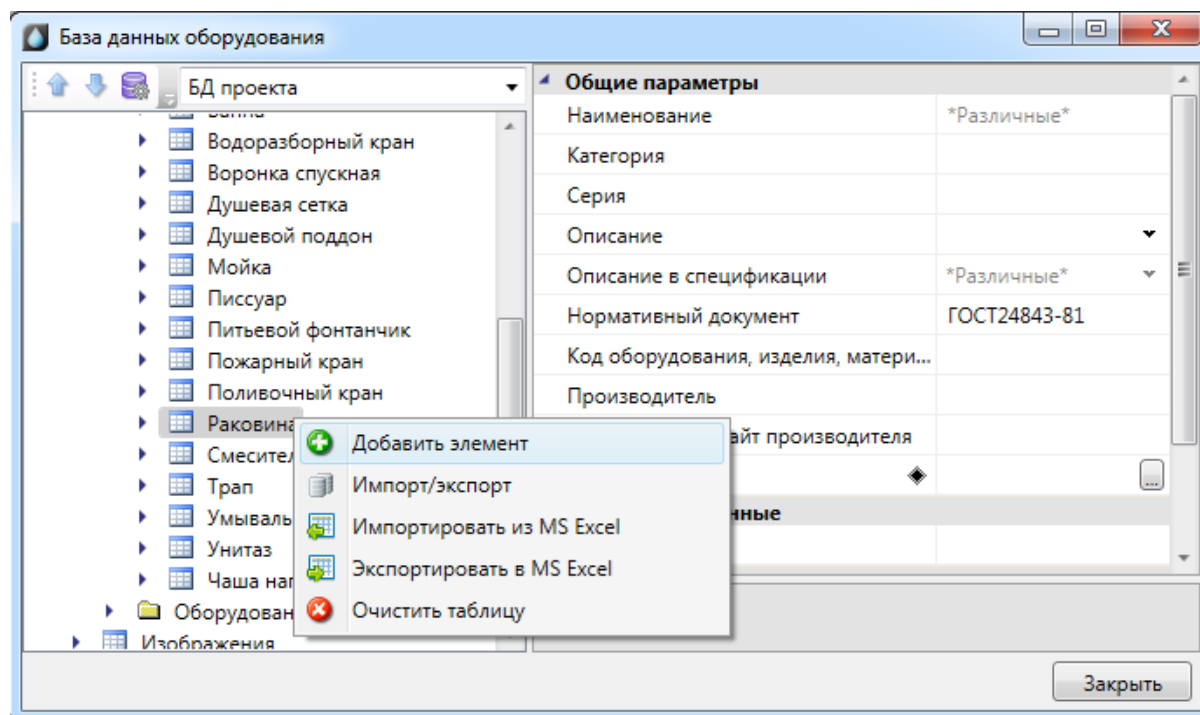 База данных оборудования
БД проекта
Водоразборный кран
Воронка спускная
Душевая сетка
Душевой поддон
Мойка
Писсуар
Питьевой фонтанчик
Пожарный кран
Поливочный кран
Раковина
Смесител
Трап
Умываль
Унитаз
Чаша наг
Оборудован
Изображения
Добавить элемент
Импорт/экспорт
Импортировать из MS Excel
Экспортировать в MS Excel
Очистить таблицу
Общие параметры
Наименование *Различные*
Категория
Серия
Описание
Описание в спецификации *Различные*
Нормативный документ ГОСТ24843-81
Код оборудования, изделия, матери...
Производитель
айт производителя
...
нные
Закрыть